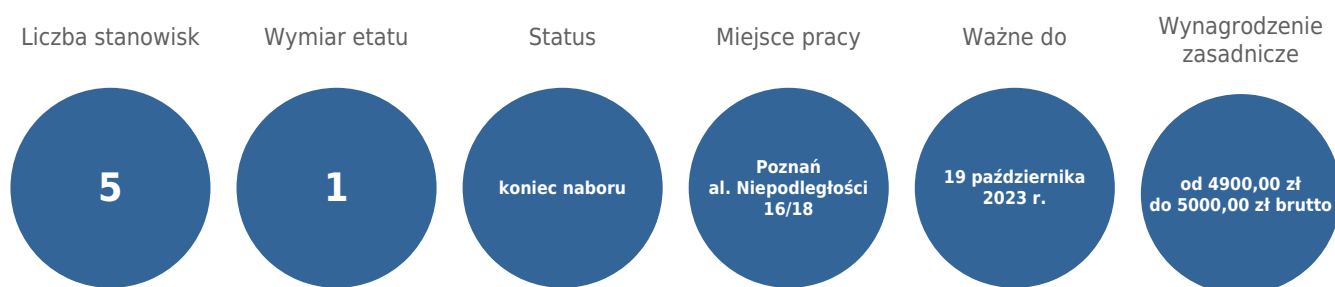 Liczba stanowisk
5
Wymiar etatu
1
Status
koniec naboru
Miejsce pracy
Poznań
al. Niepodległości
16/18
Ważne do
19 października
2023 r.
Wynagrodzenie
zasadnicze
od 4900,00 zł
do 5000,00 zł brutto